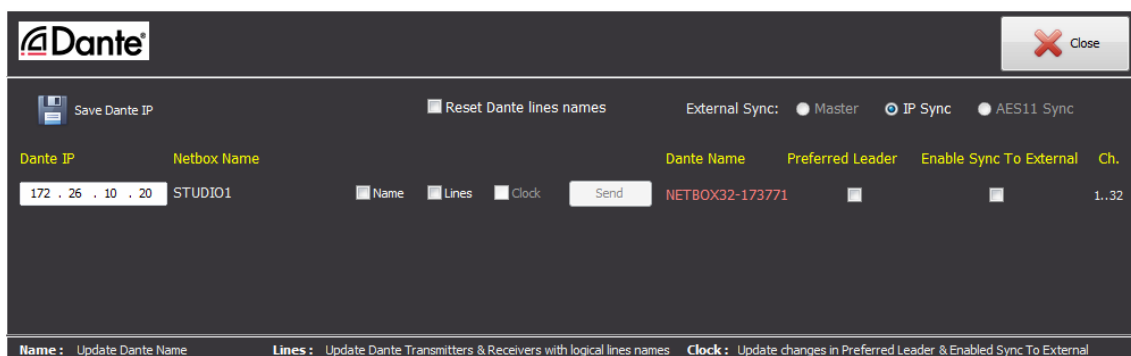 Dante
Close
Save Dante IP Reset Dante lines names External Sync: Master IP Sync AES11 Sync
Dante IP Netbox Name Dante Name Preferred Leader Enable Sync To External Ch.
172 . 26 . 10 . 20 STUDIO1 Name Lines Clock Send NETBOX32-173771 1..32
Name : Update Dante Name Lines : Update Dante Transmitters & Receivers with logical lines names Clock : Update changes in Preferred Leader & Enabled Sync To External